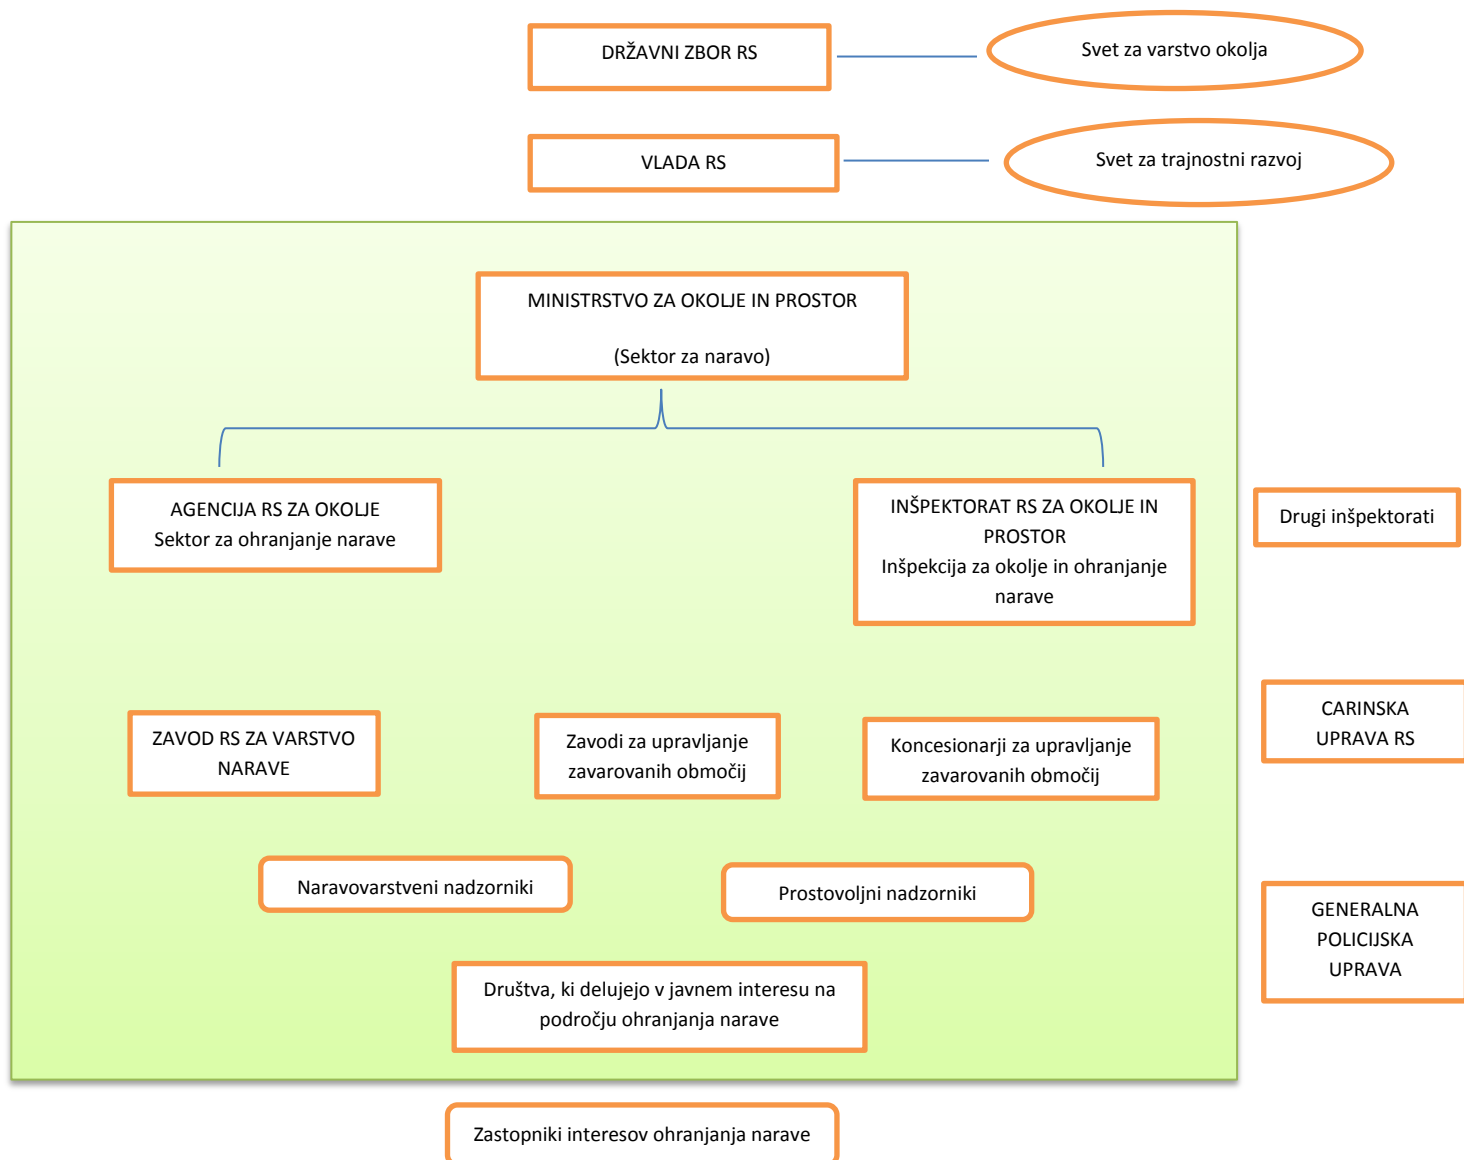 DRŽAVNI ZBOR RS
Svet za varstvo okolja
VLADA RS
Svet za trajnostni razvoj
MINISTRSTVO ZA OKOLJE IN PROSTOR
(Sektor za naravo)
AGENCIJA RS ZA OKOLJE
Sektor za ohranjanje narave
INŠPEKTORAT RS ZA OKOLJE IN
PROSTOR
Inšpekcija za okolje in ohranjanje
narave
Drugi inšpektorati
ZAVOD RS ZA VARSTVO
NARAVE
Zavodi za upravljanje
zavarovanih območij
Koncesionarji za upravljanje
zavarovanih območij
CARINSKA
UPRAVA RS
Naravovarstveni nadzorniki
Prostovoljni nadzorniki
GENERALNA
POLICIJSKA
UPRAVA
Društva, ki delujejo v javnem interesu na
področju ohranjanja narave
Zastopniki interesov ohranjanja narave